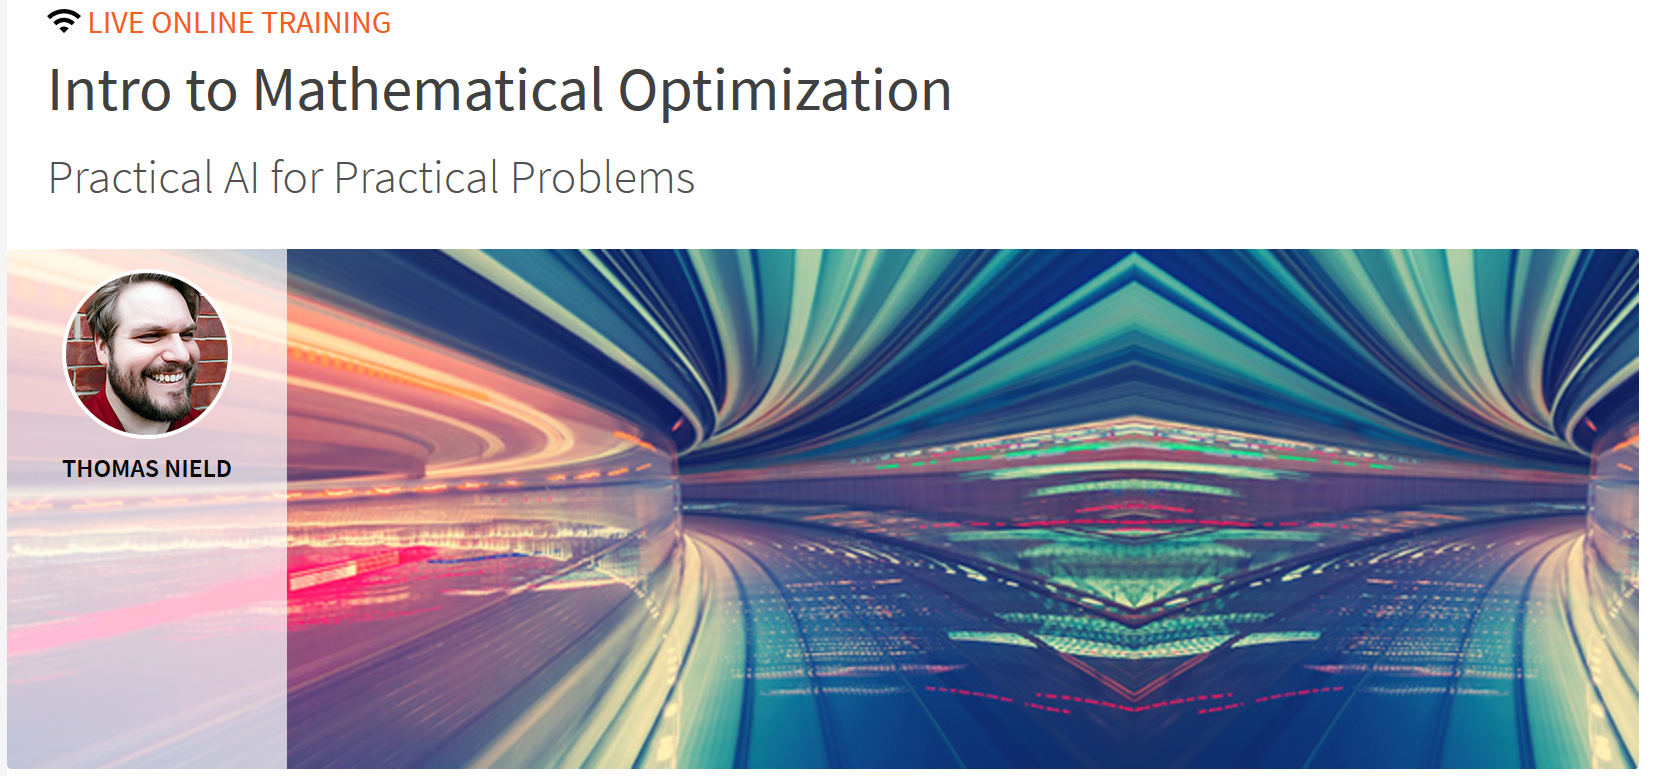 LIVE ONLINE TRAINING
Intro to Mathematical Optimization
Practical AI for Practical Problems
THOMAS NIELD